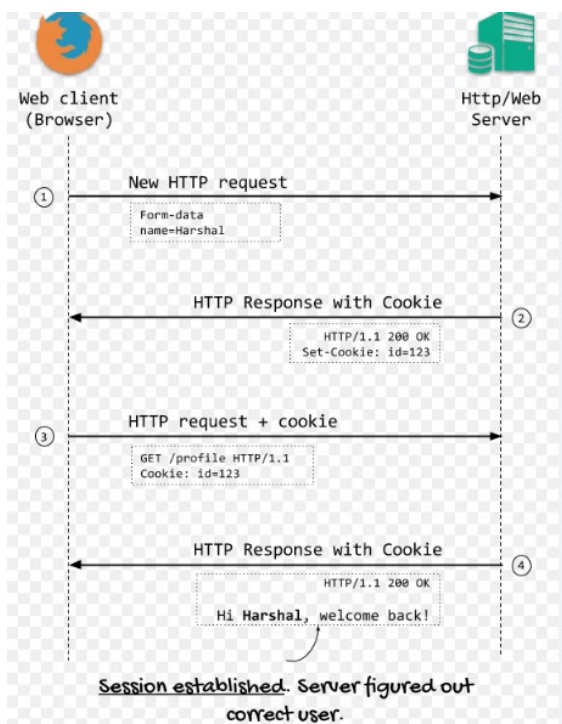 Web client
(Browser)
Http/Web
Server
1
New HTTP request
Form-data
name=Harshal
HTTP Response with Cookie
2
HTTP/1.1 200 OK
Set-Cookie: id=123
3
HTTP request + cookie
GET /profile HTTP/1.1
Cookie: id=123
HTTP Response with Cookie
4
HTTP/1.1 200 OK
Hi Harshal, welcome back!
Session established. Server figured out
correct user.